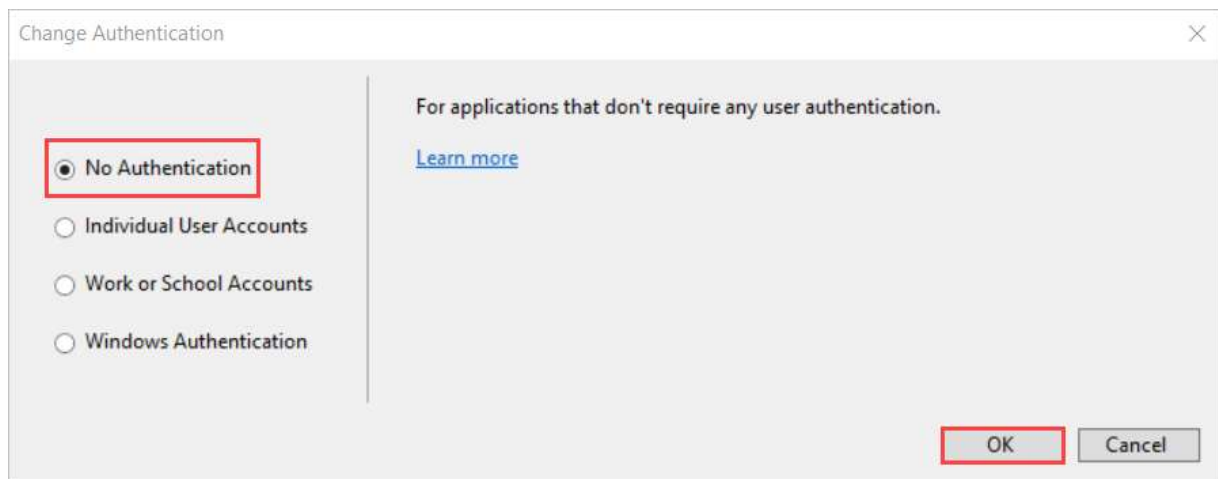 Change Authentication
For applications that don't require any user authentication.
Learn more
No Authentication
Individual User Accounts
Work or School Accounts
Windows Authentication
OK
Cancel